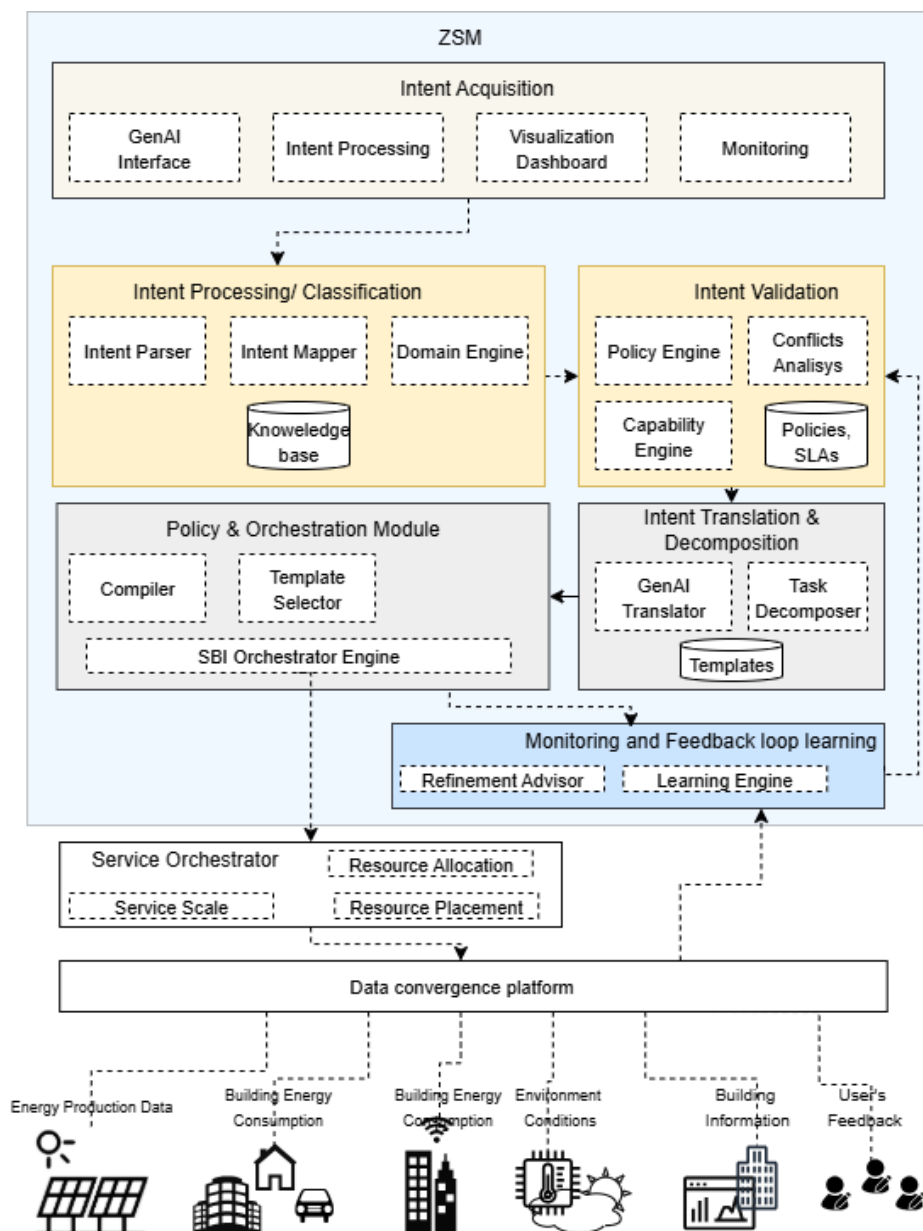 ZSM
Intent Acquisition
GenAI
Interface
Intent Processing
Visualization
Dashboard
Monitoring
Intent Processing/ Classification
Intent Parser
Intent Mapper
Domain Engine
Knoweledge
base
Intent Validation
Policy Engine
Conflicts
Analisys
Capability
Engine
Policies,
SLAs
Policy & Orchestration Module
Compiler
Template
Selector
SBI Orchestrator Engine
Intent Translation &
Decomposition
GenAI
Translator
Task
Decomposer
Templates
Monitoring and Feedback loop learning
Refinement Advisor
Learning Engine
Service Orchestrator
Resource Allocation
Service Scale
Resource Placement
Data convergence platform
Energy Production Data
Building Energy
Consumption
Building Energy
Consumption
Environment
Conditions
Building
Information
User's
Feedback